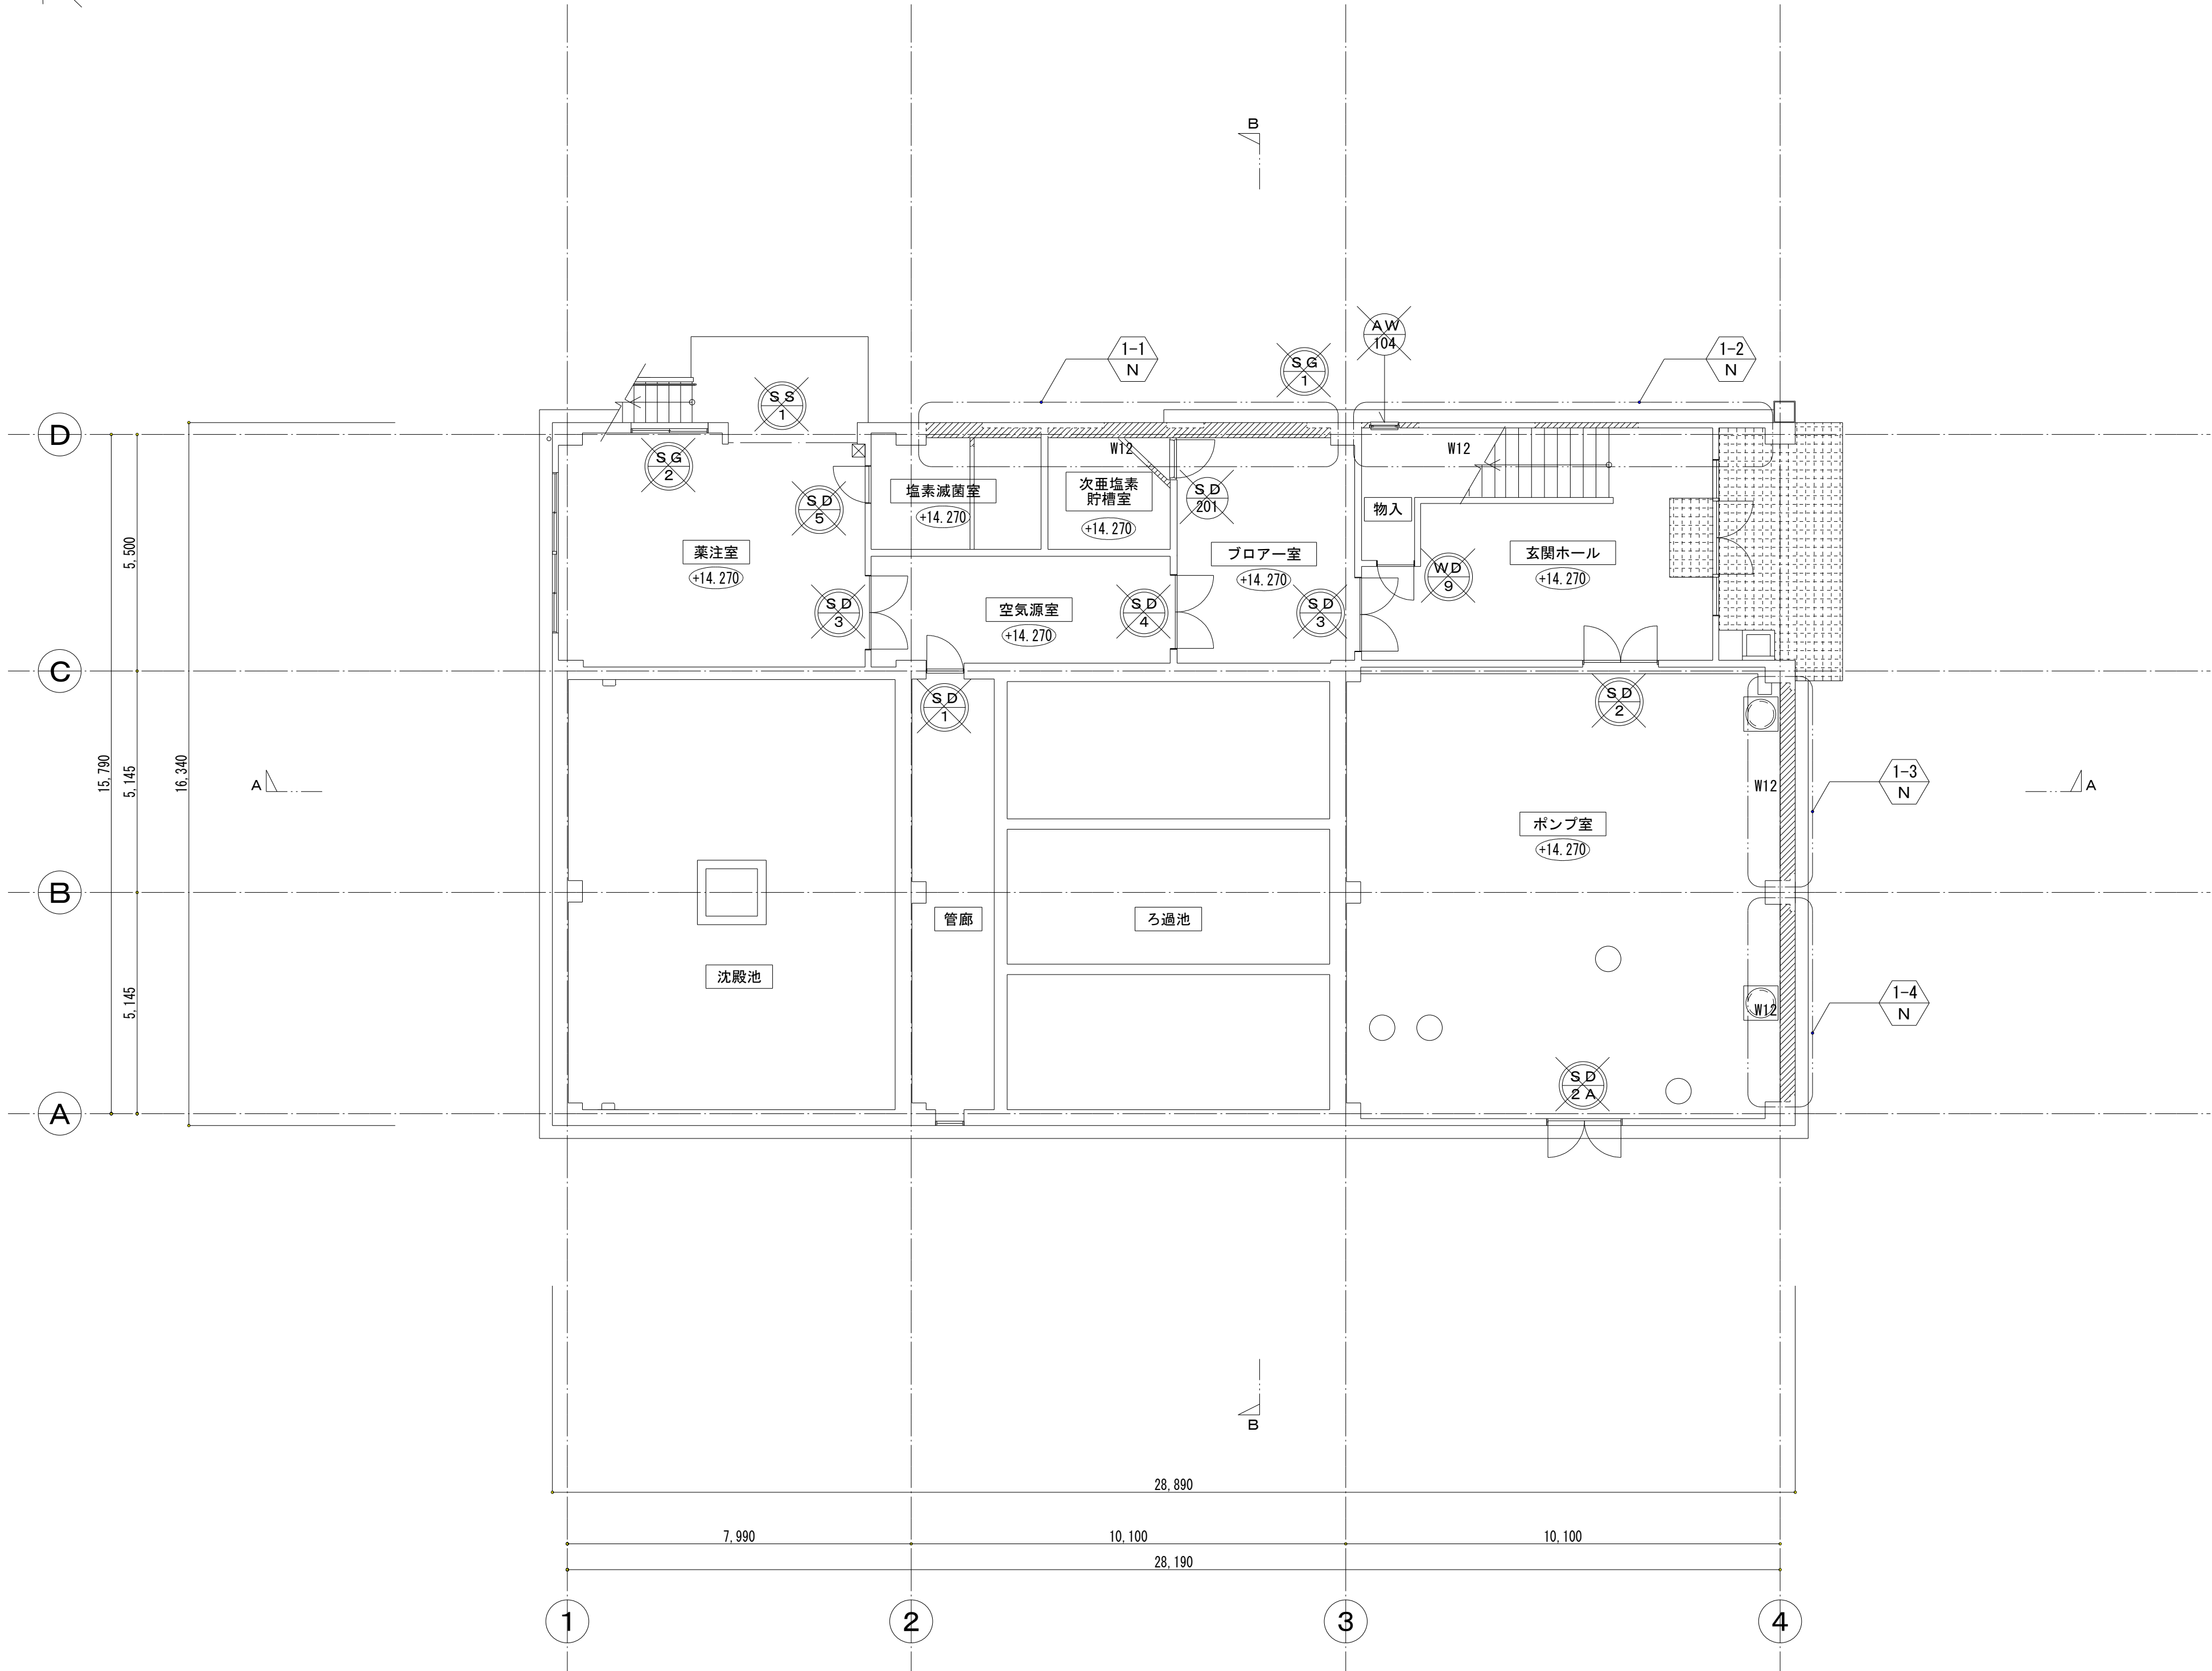 B
1-1
N
AW
104
1-2
N
SG
1
SS
1
D
SG
2
SD
5
塩素滅菌室
+14.270
次亜塩素
貯槽室
+14.270
W12
SD
201
W12
物入
薬注室
+14.270
ブロアー室
+14.270
玄関ホール
+14.270
WD
9
SD
3
空気源室
+14.270
SD
4
SD
3
5,500
C
SD
1
SD
2
15,790
5,145
16,340
A
W12
1-3
N
A
ポンプ室
+14.270
B
管廊
ろ過池
沈殿池
5,145
W12
1-4
N
SD
2A
A
B
28,890
7,990
10,100
10,100
28,190
1
2
3
4